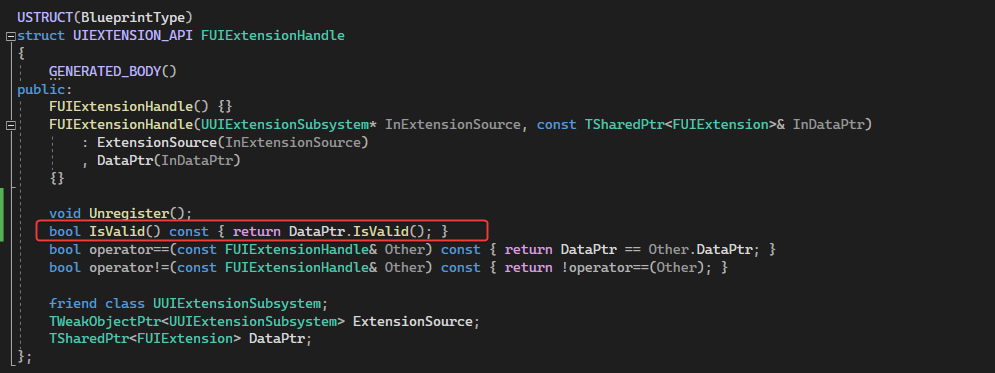 USTRUCT(BlueprintType)
struct UIEXTENSION_API FUIExtensionHandle
{
GENERATED_BODY()
public:
FUIExtensionHandle() {}
FUIExtensionHandle(UUIExtensionSubsystem* InExtensionSource, const TSharedPtr<FUIExtension>& InDataPtr)
: ExtensionSource(InExtensionSource)
, DataPtr(InDataPtr)
{}
void Unregister();
bool IsValid() const { return DataPtr.IsValid(); }
bool operator==(const FUIExtensionHandle& Other) const { return DataPtr == Other.DataPtr; }
bool operator!=(const FUIExtensionHandle& Other) const { return !operator==(Other); }
friend class UUIExtensionSubsystem;
TWeakObjectPtr<UUIExtensionSubsystem> ExtensionSource;
TSharedPtr<FUIExtension> DataPtr;
};